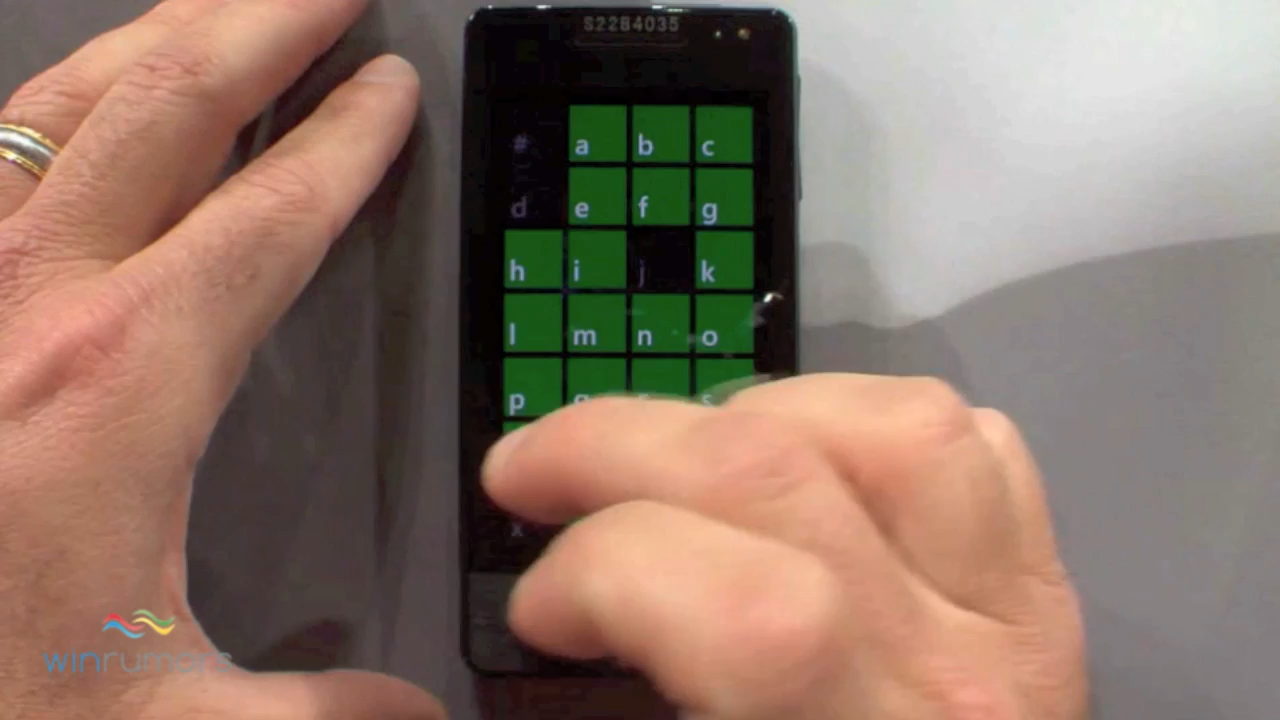 S2284035
# a b c
d e f g
h i j k
l m n o
p q r s
x
winrumors